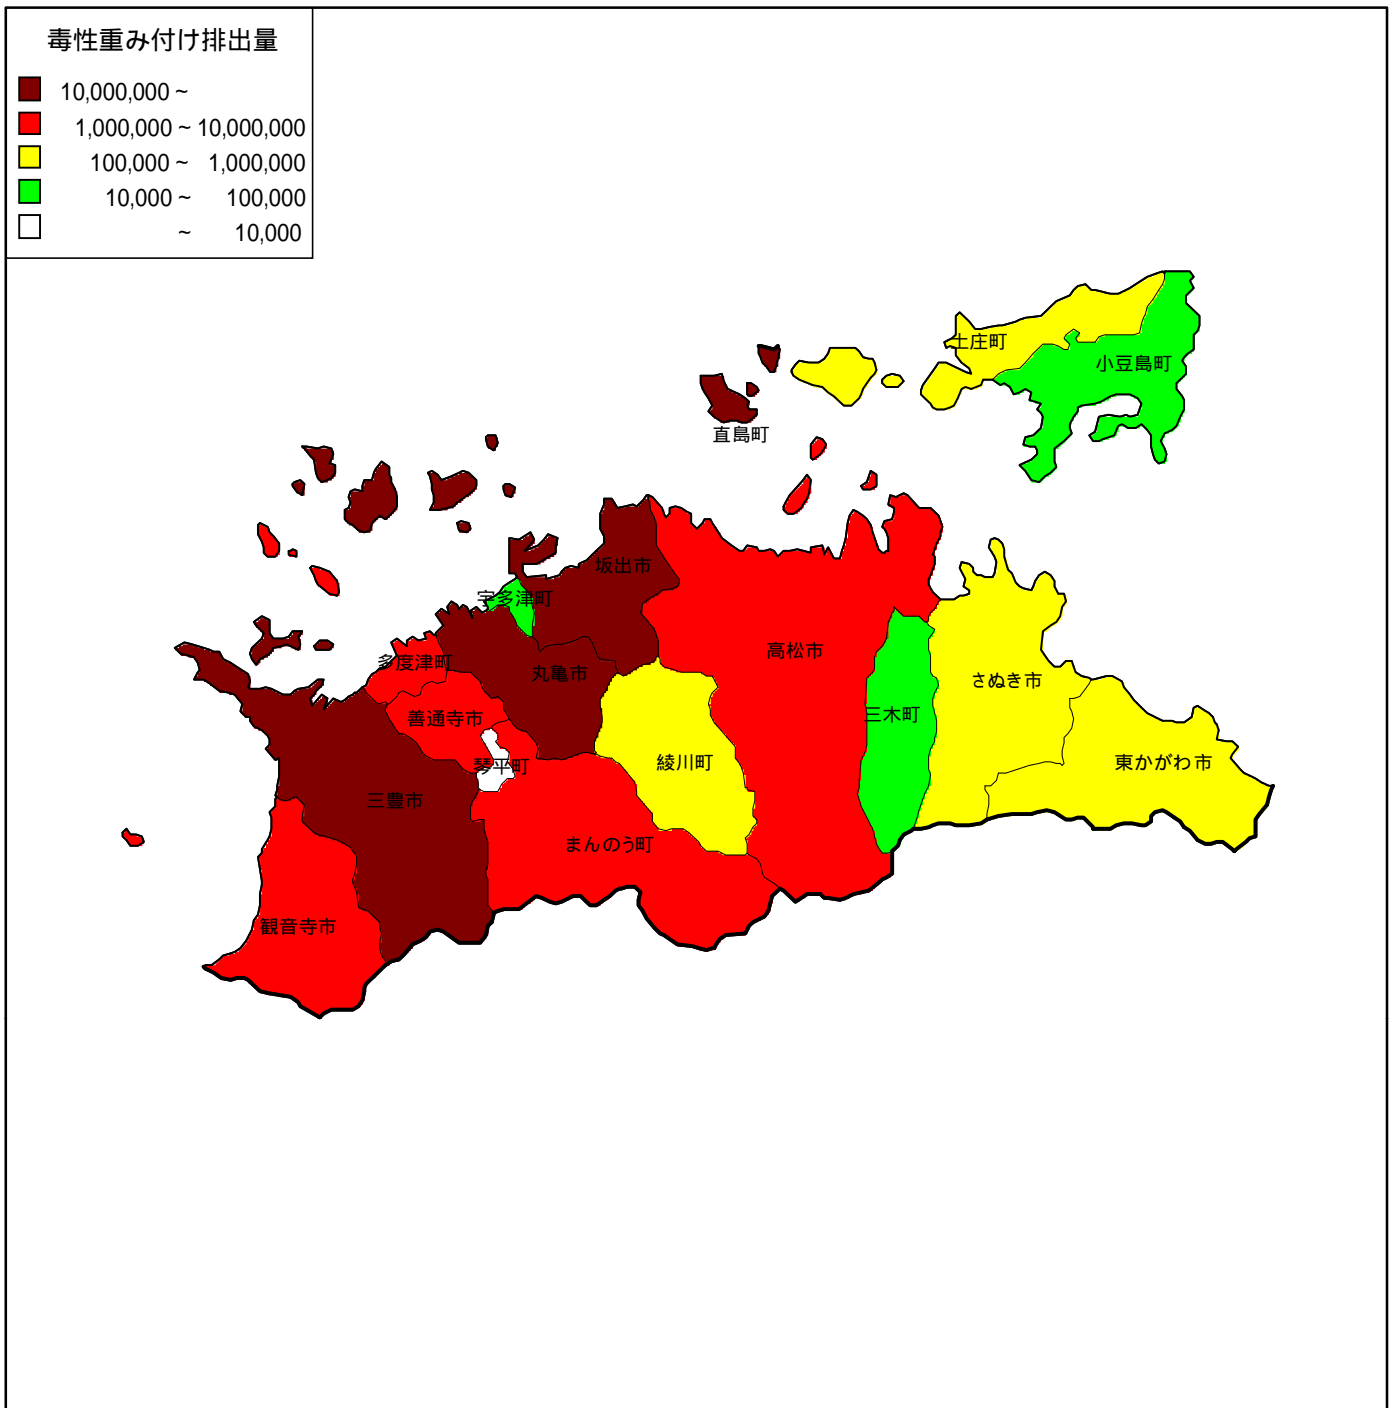 毒性重み付け排出量
10,000,000 ~
1,000,000 ~ 10,000,000
100,000 ~ 1,000,000
10,000 ~ 100,000
~ 10,000
土庄町
小豆島町
直島町
坂出市
宇多津町
高松市
多度津町
丸亀市
さぬき市
善通寺市
三木町
琴平町
綾川町
東かがわ市
三豊市
まんのう町
観音寺市